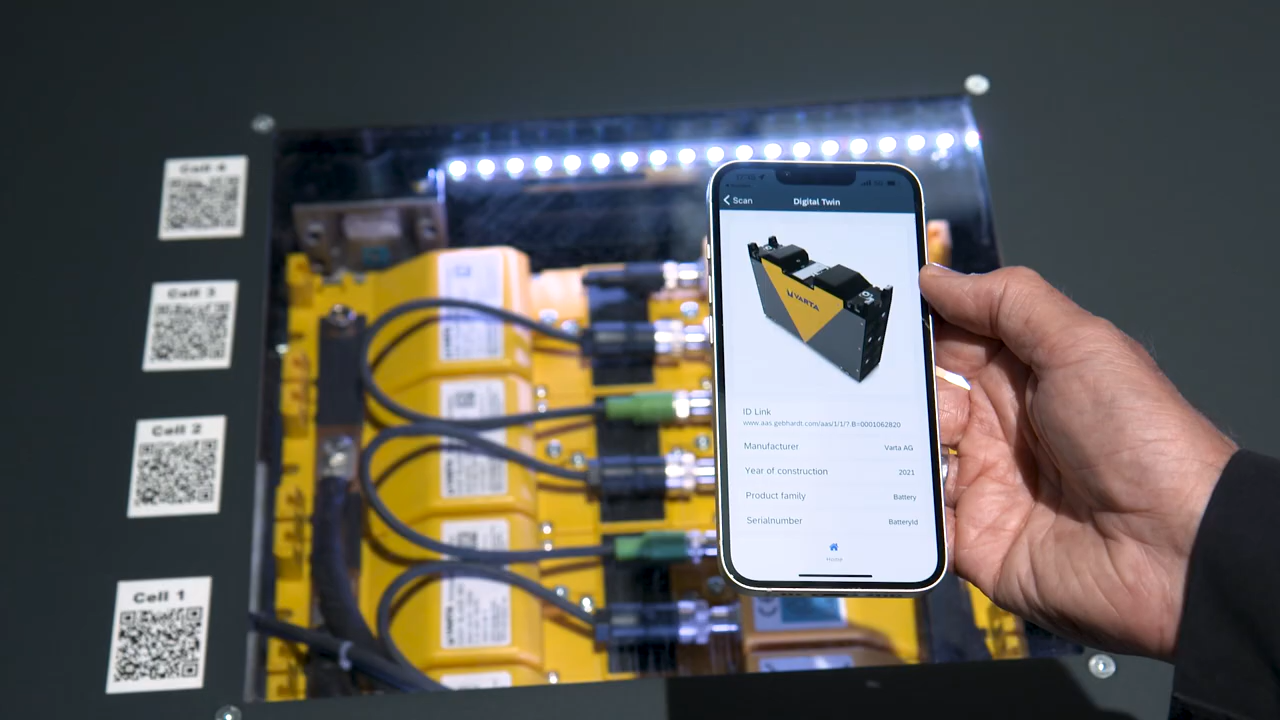 Cell 4
Cell 3
Cell 2
Cell 1
Scan
Digital Twin
VARTA
ID Link
www.aas.gebhardt.com/aas/1/1/? B=0001062820
Manufacturer Varta AG
Year of construction 2021
Product family Battery
Serialnumber BatteryId
Home